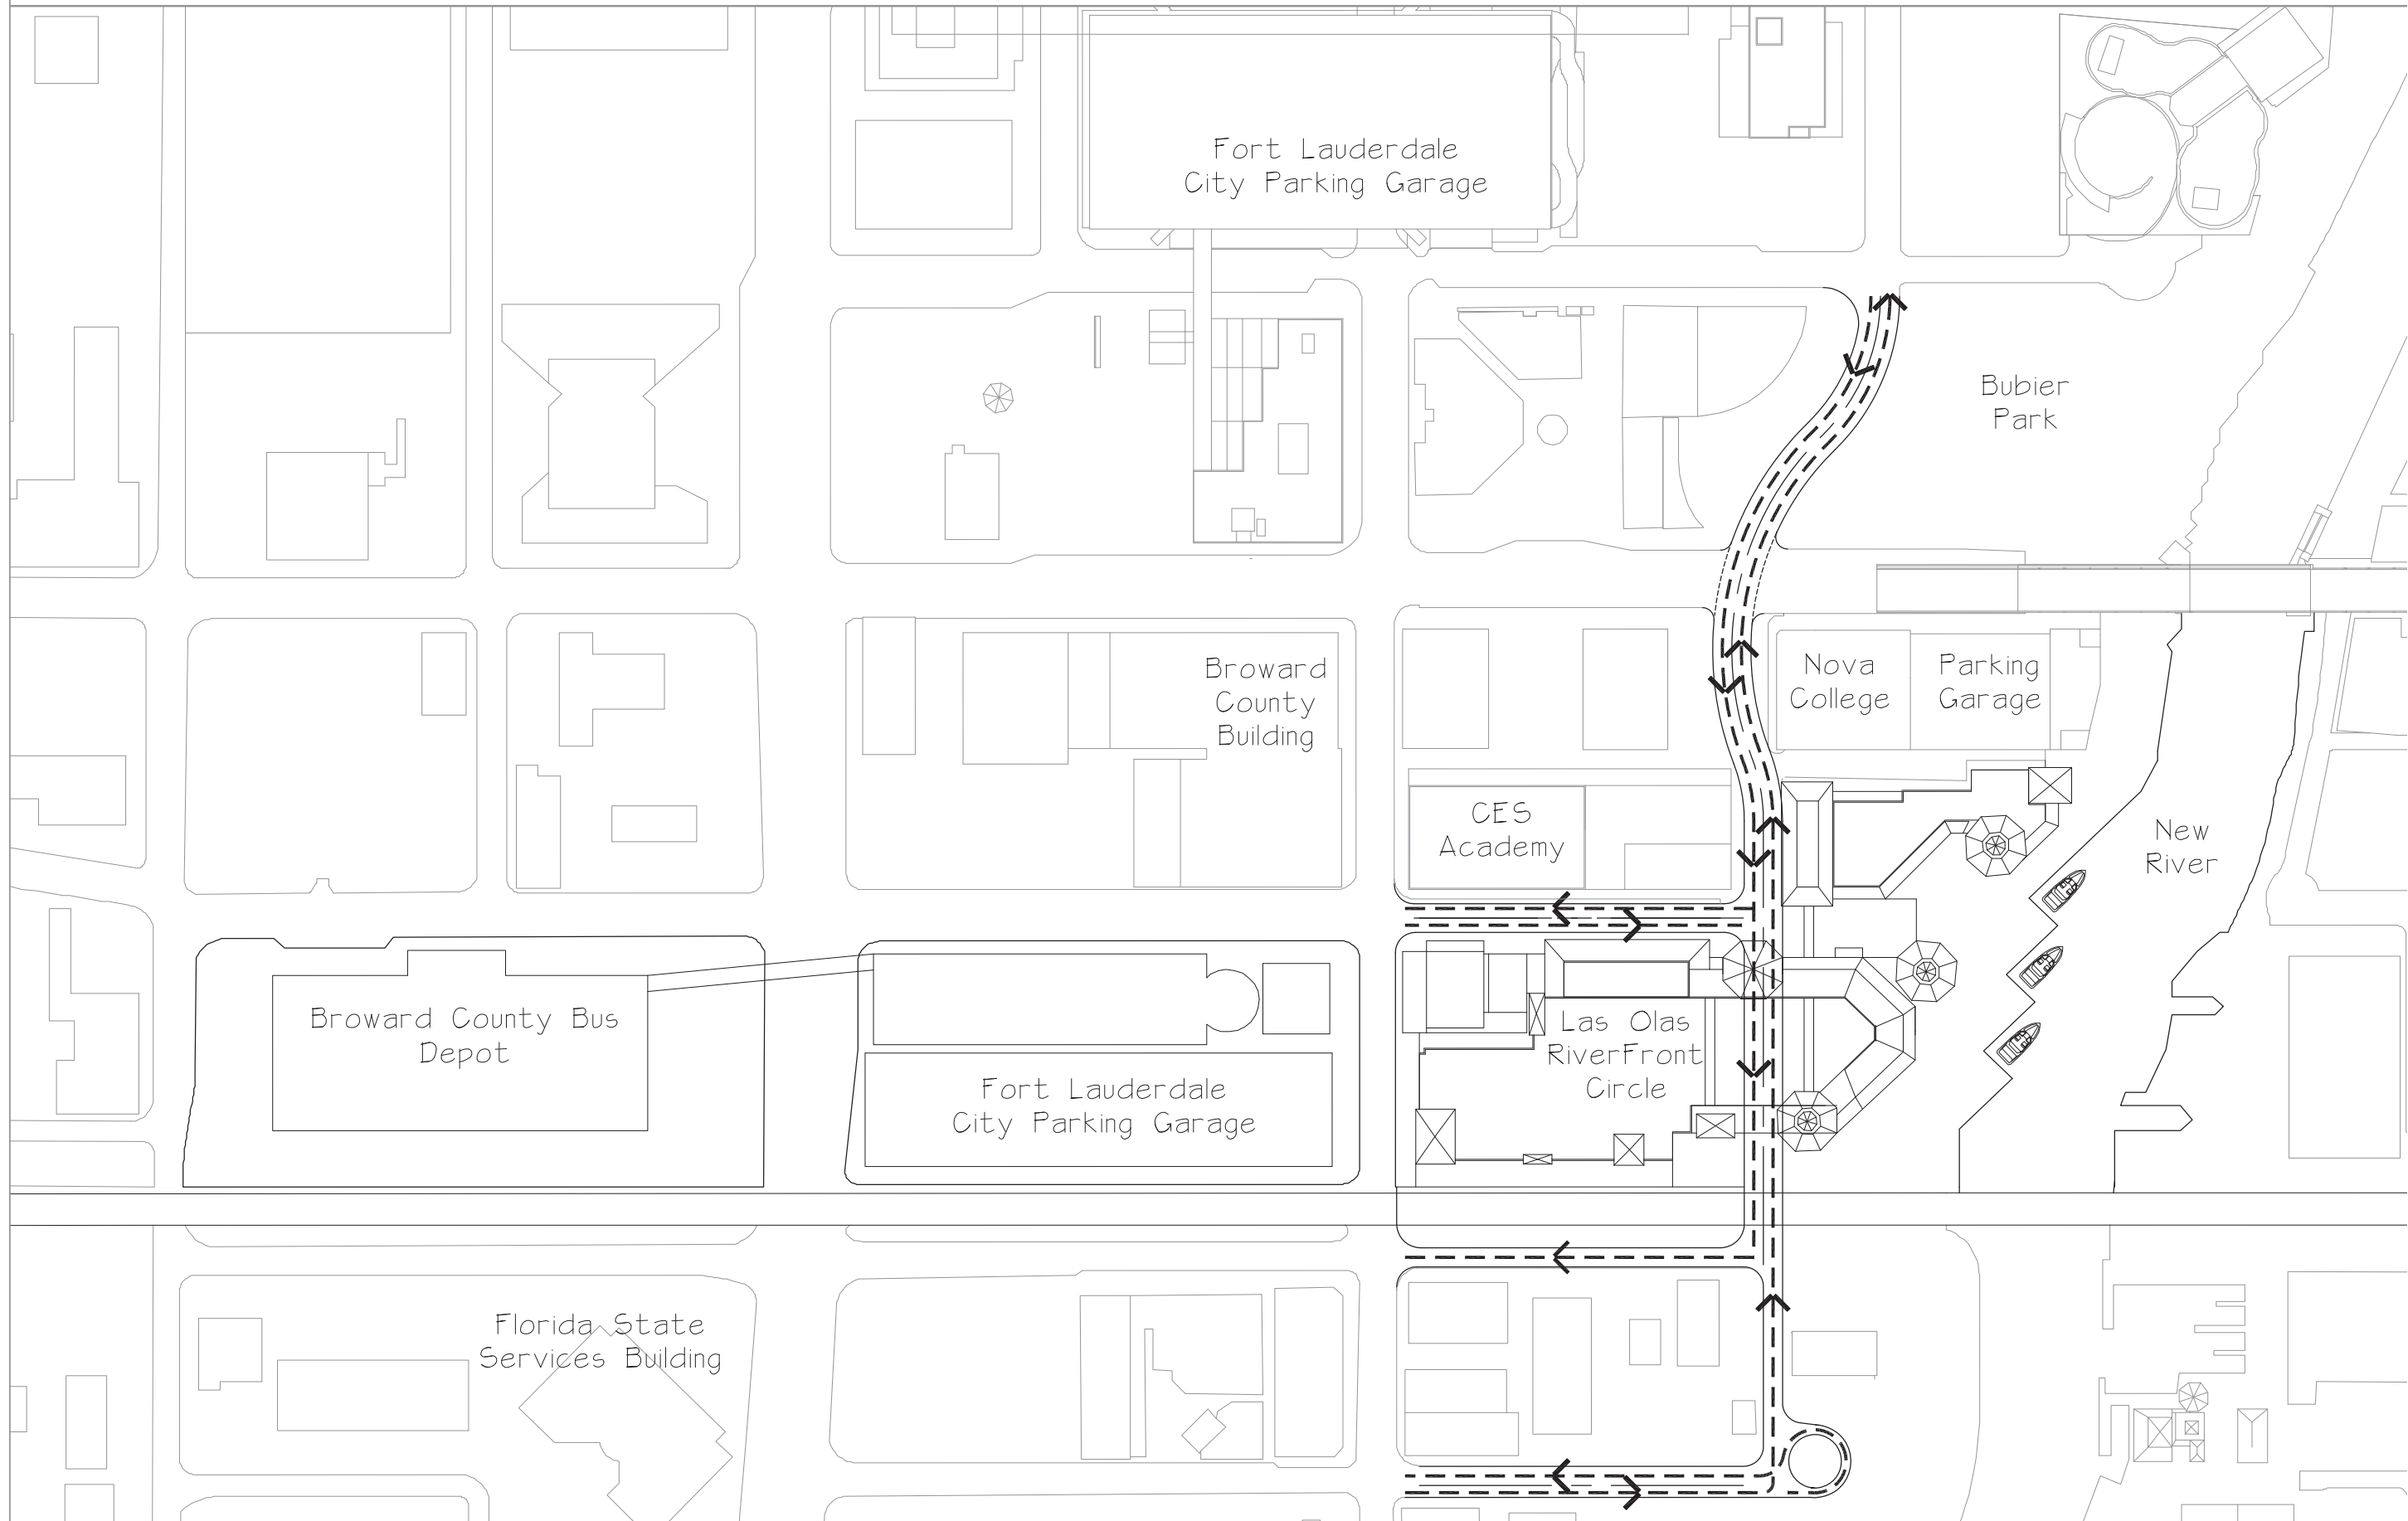 Fort Lauderdale
City Parking Garage
Bubier
Park
Broward
County
Building
Nova
College
Parking
Garage
CES
Academy
New
River
Broward County Bus
Depot
Las Olas
RiverFront
Circle
Fort Lauderdale
City Parking Garage
Florida State
Services Building